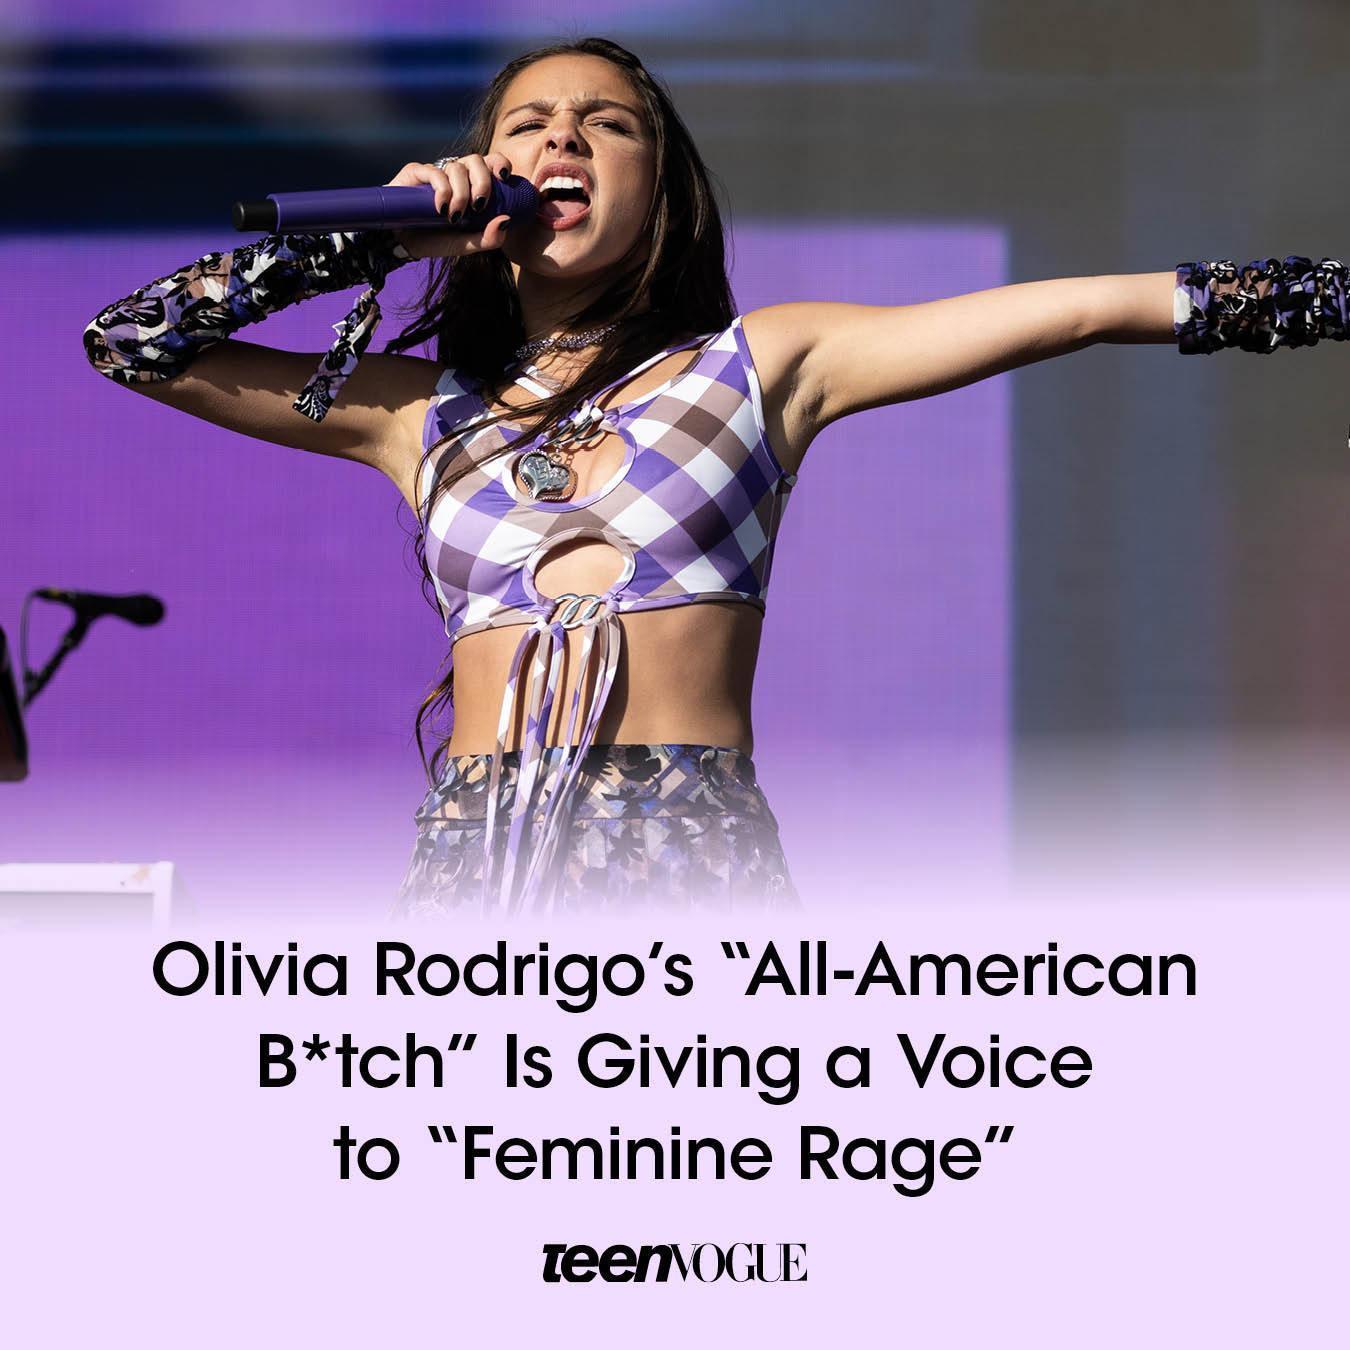 Olivia Rodrigo’s “All-American
B*tch” Is Giving a Voice
to “Feminine Rage”
teenVOGUE